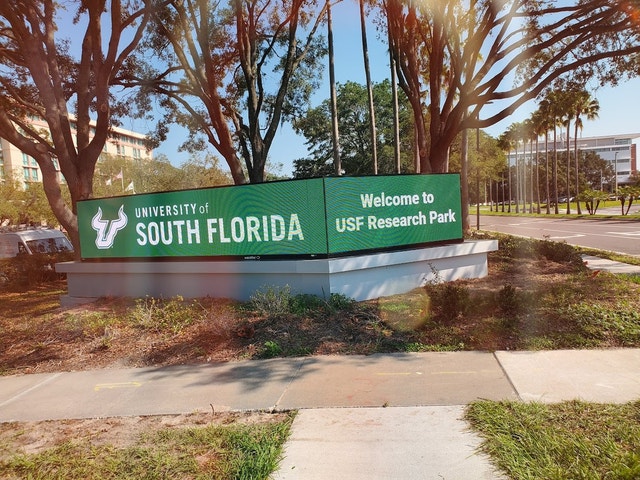 UNIVERSITY of
SOUTH FLORIDA
Welcome to
USF Research Park